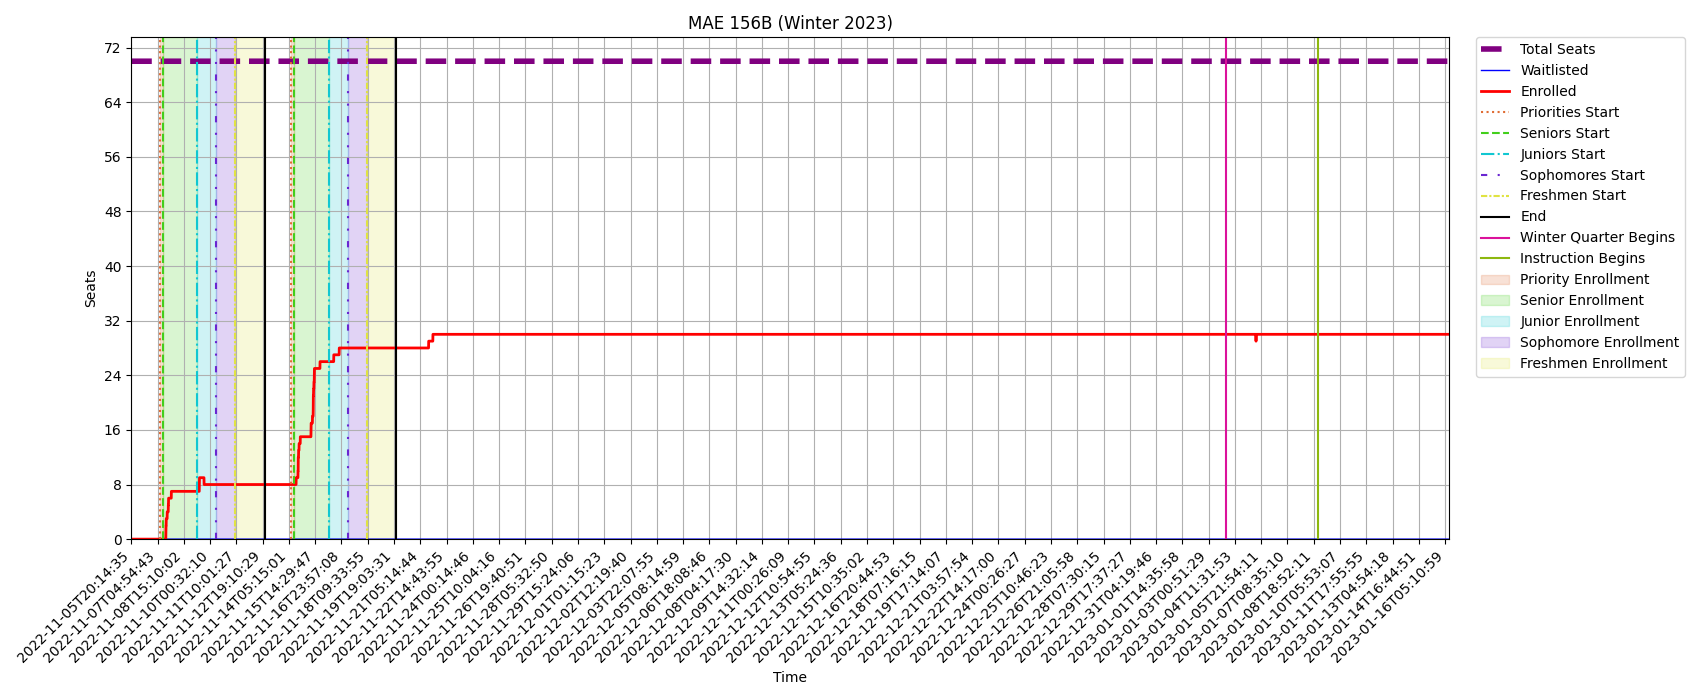 MAE 156B (Winter 2023)
72
64
56
48
40
32
24
16
8
0
Seats
2022-11-05T20:14:35
2022-11-07T04:54:43
2022-11-08T15:10:02
2022-11-10T00:32:10
2022-11-11T10:01:27
2022-11-12T19:10:29
2022-11-14T05:15:01
2022-11-15T14:29:47
2022-11-16T23:57:08
2022-11-18T09:33:55
2022-11-19T19:03:31
2022-11-21T05:14:44
2022-11-22T14:43:55
2022-11-24T00:14:46
2022-11-25T10:04:16
2022-11-26T19:40:51
2022-11-28T05:32:50
2022-11-29T15:24:06
2022-12-01T01:15:23
2022-12-02T12:19:40
2022-12-03T22:07:55
2022-12-05T08:14:59
2022-12-06T18:08:46
2022-12-08T04:17:30
2022-12-09T14:32:14
2022-12-11T00:26:09
2022-12-12T10:54:55
2022-12-13T05:24:36
2022-12-15T10:35:02
2022-12-16T20:44:53
2022-12-18T07:16:15
2022-12-19T17:14:07
2022-12-21T03:57:54
2022-12-22T14:17:00
2022-12-24T00:26:27
2022-12-25T10:46:23
2022-12-26T21:05:58
2022-12-28T07:30:15
2022-12-29T17:37:27
2022-12-31T04:19:46
2023-01-01T14:35:58
2023-01-03T00:51:29
2023-01-04T11:31:53
2023-01-05T21:54:11
2023-01-07T08:35:10
2023-01-08T18:52:11
2023-01-10T05:53:07
2023-01-11T17:55:55
2023-01-13T04:54:18
2023-01-14T16:44:51
2023-01-16T05:10:59
Time
Total Seats
Waitlisted
Enrolled
Priorities Start
Seniors Start
Juniors Start
Sophomores Start
Freshmen Start
End
Winter Quarter Begins
Instruction Begins
Priority Enrollment
Senior Enrollment
Junior Enrollment
Sophomore Enrollment
Freshmen Enrollment